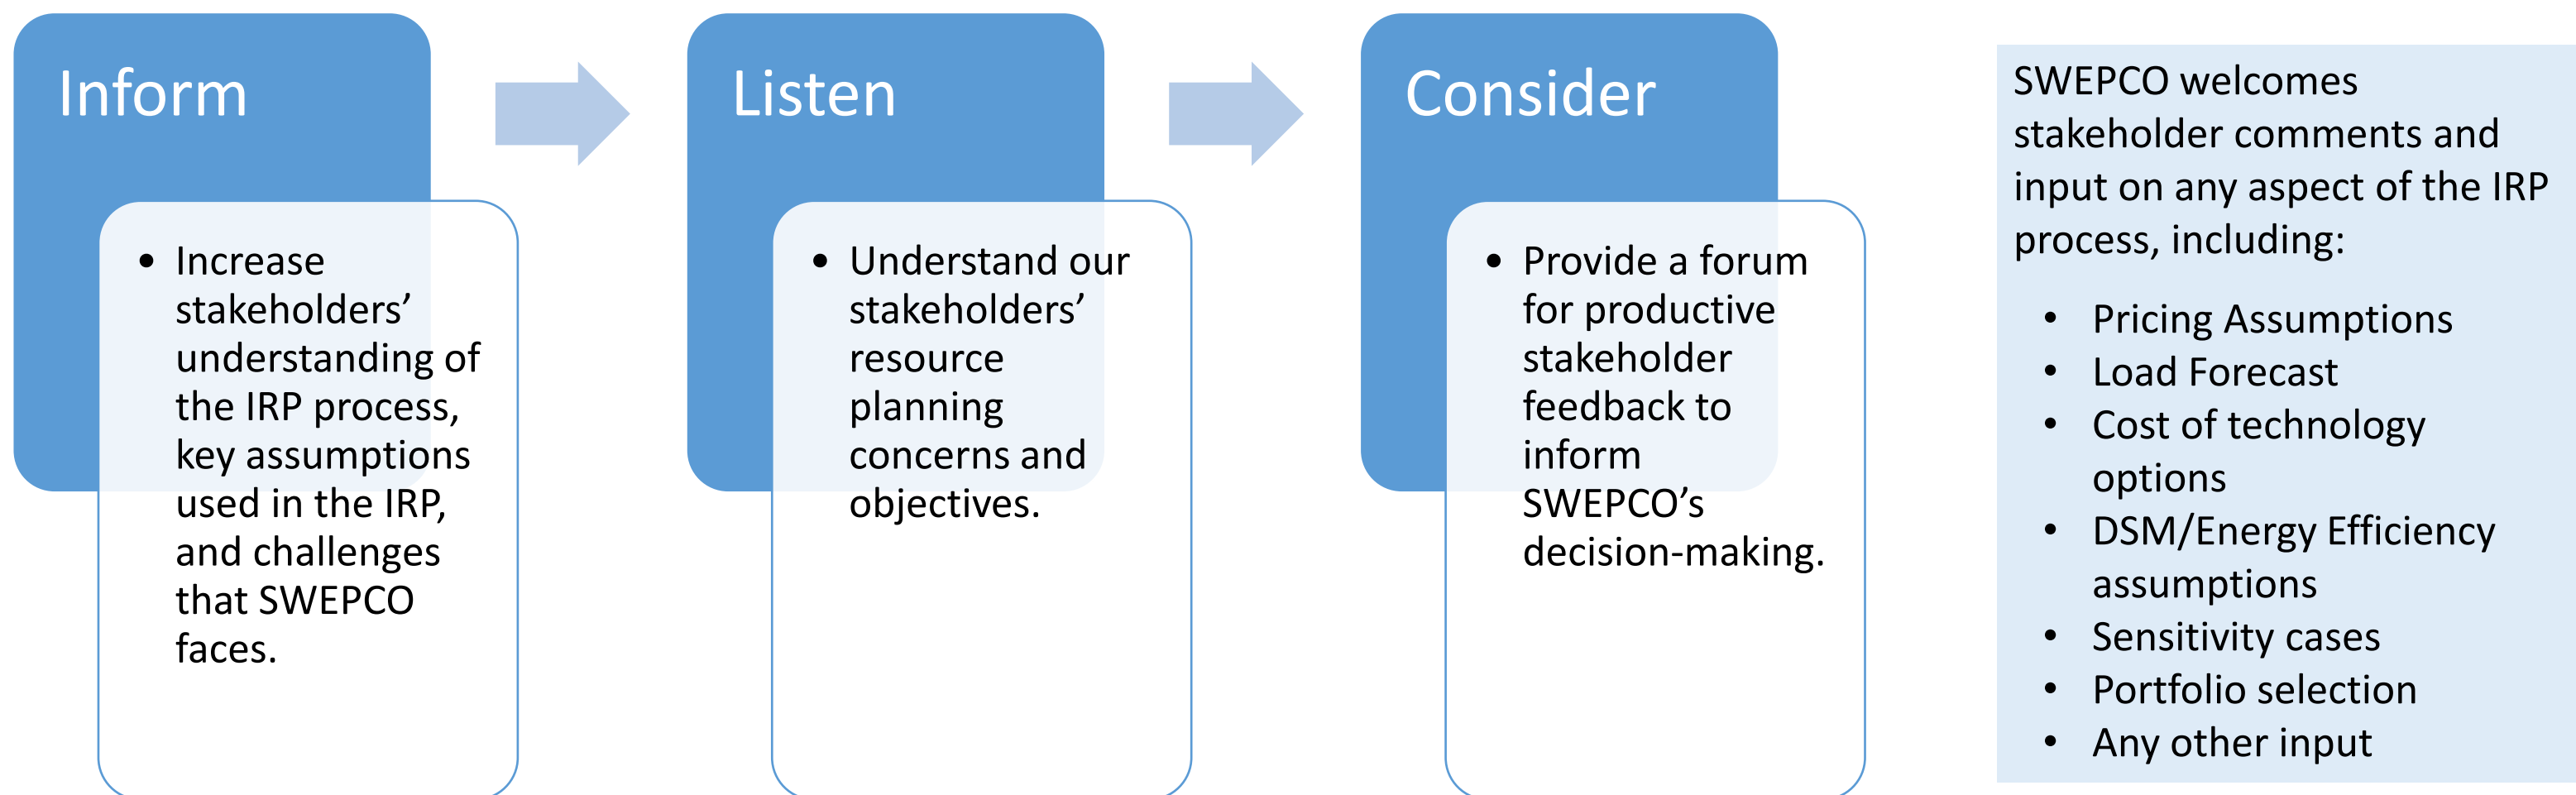 Inform
• Increase
stakeholders’
understanding of
the IRP process,
key assumptions
used in the IRP,
and challenges
that SWEPCO
faces.
Listen
• Understand our
stakeholders’
resource
planning
concerns and
objectives.
Consider
• Provide a forum
for productive
stakeholder
feedback to
inform
SWEPCO’s
decision-making.
SWEPCO welcomes
stakeholder comments and
input on any aspect of the IRP
process, including:
• Pricing Assumptions
• Load Forecast
• Cost of technology
options
• DSM/Energy Efficiency
assumptions
• Sensitivity cases
• Portfolio selection
• Any other input